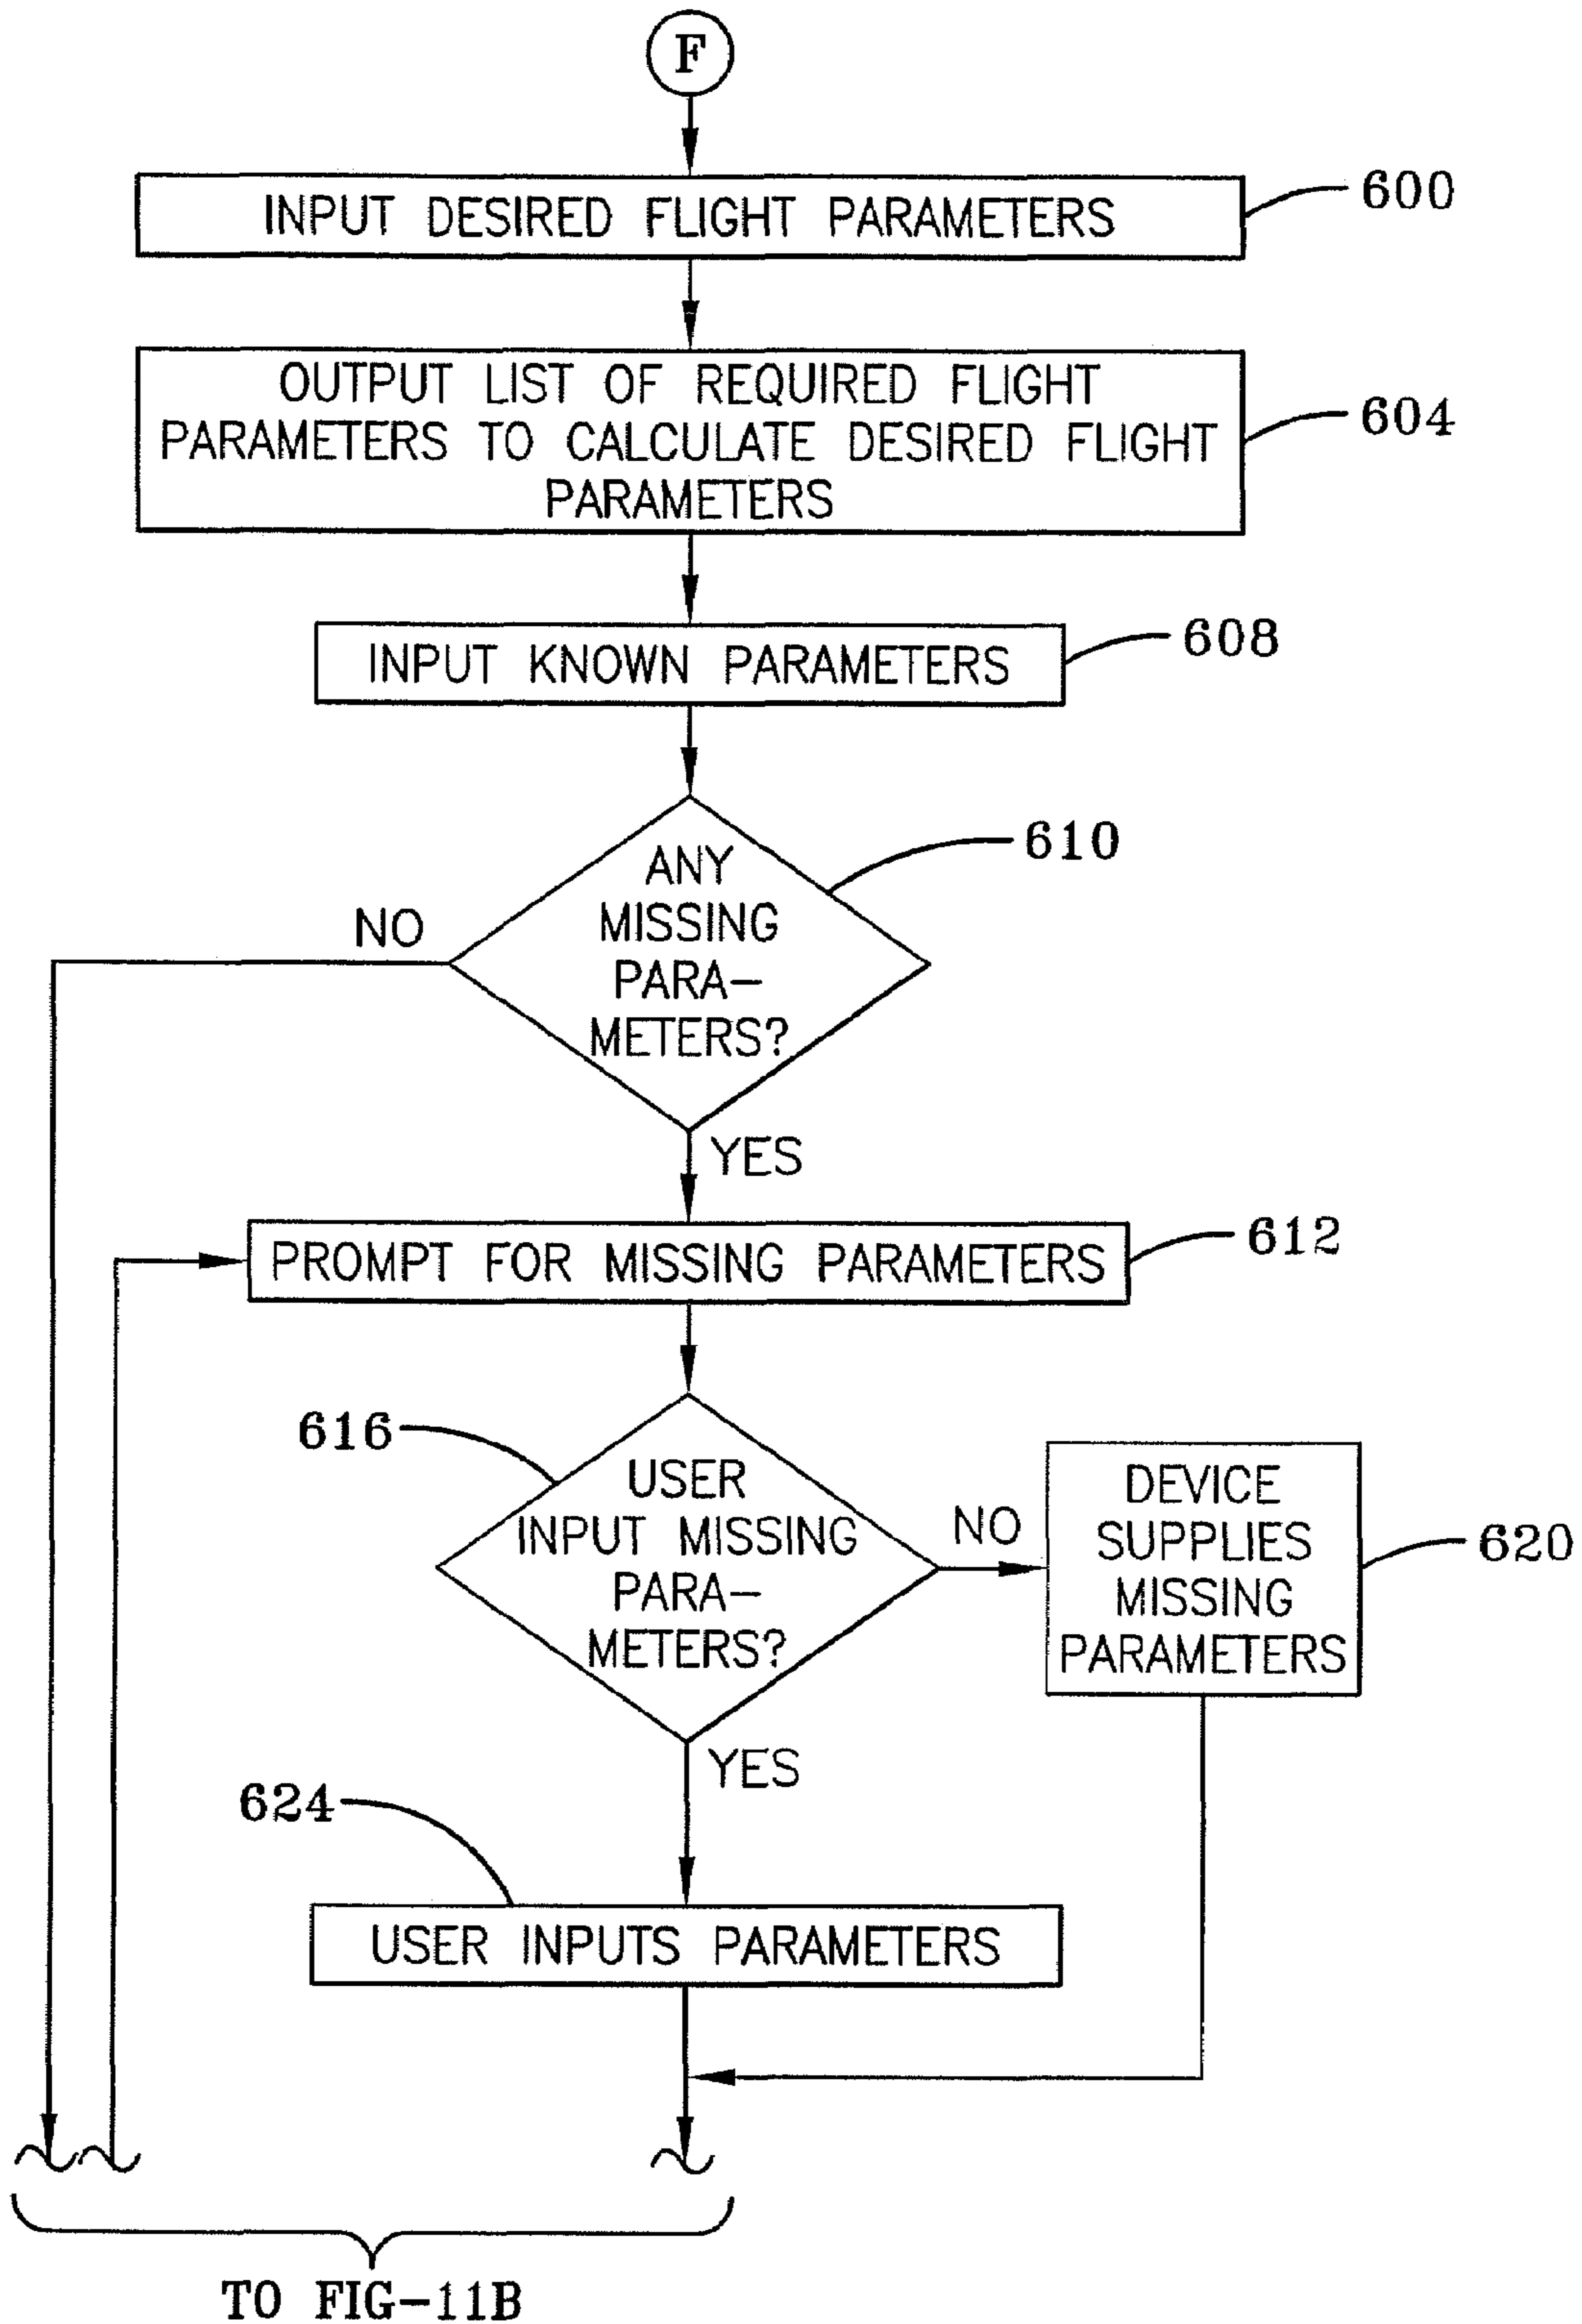 F
INPUT DESIRED FLIGHT PARAMETERS
600
OUTPUT LIST OF REQUIRED FLIGHT
PARAMETERS TO CALCULATE DESIRED FLIGHT
PARAMETERS
604
INPUT KNOWN PARAMETERS
608
ANY
MISSING
PARA-
METERS?
610
NO
YES
PROMPT FOR MISSING PARAMETERS
612
616
USER
INPUT MISSING
PARA-
METERS?
NO
DEVICE
SUPPLIES
MISSING
PARAMETERS
620
YES
624
USER INPUTS PARAMETERS
TO FIG-11B